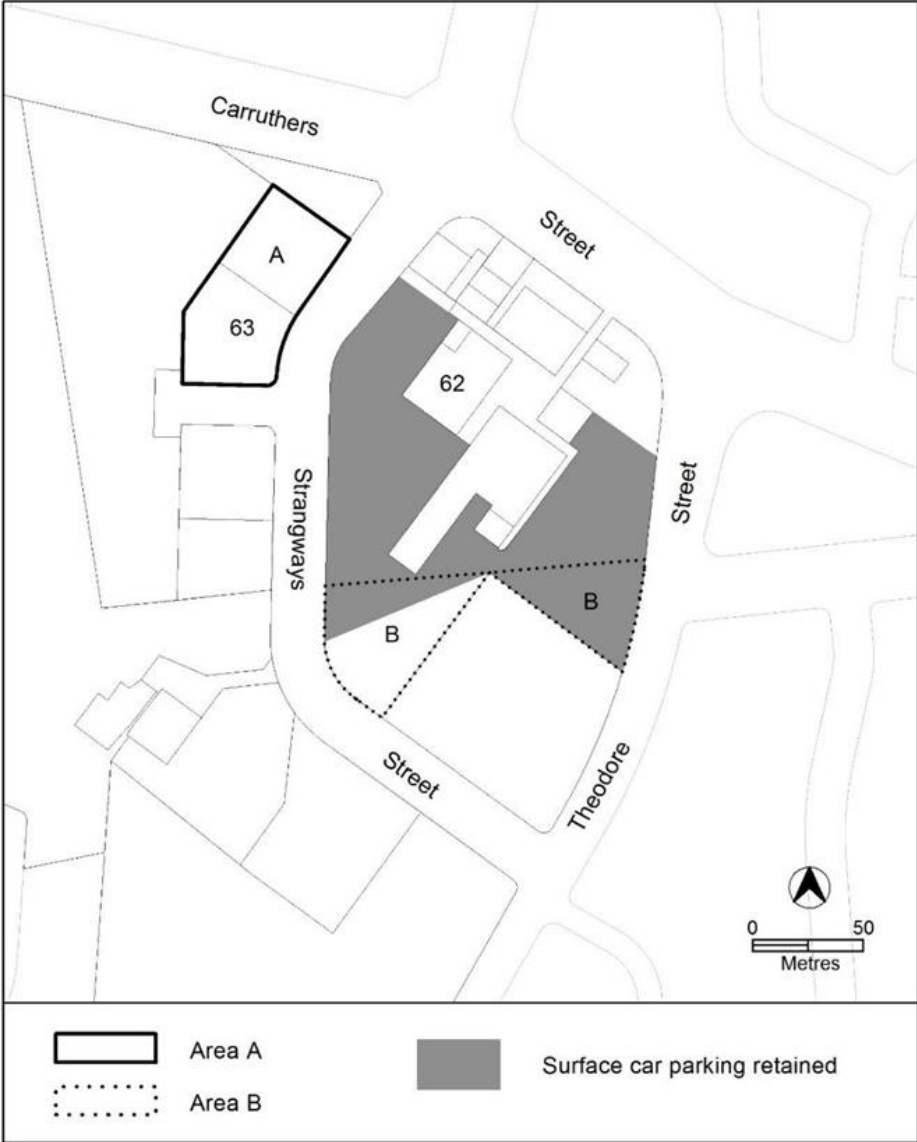 Carruthers
Street
A
63
62
Strangways
Street
B
B
Street
Theodore
0 50
Metres
Area A
Area B
Surface car parking retained